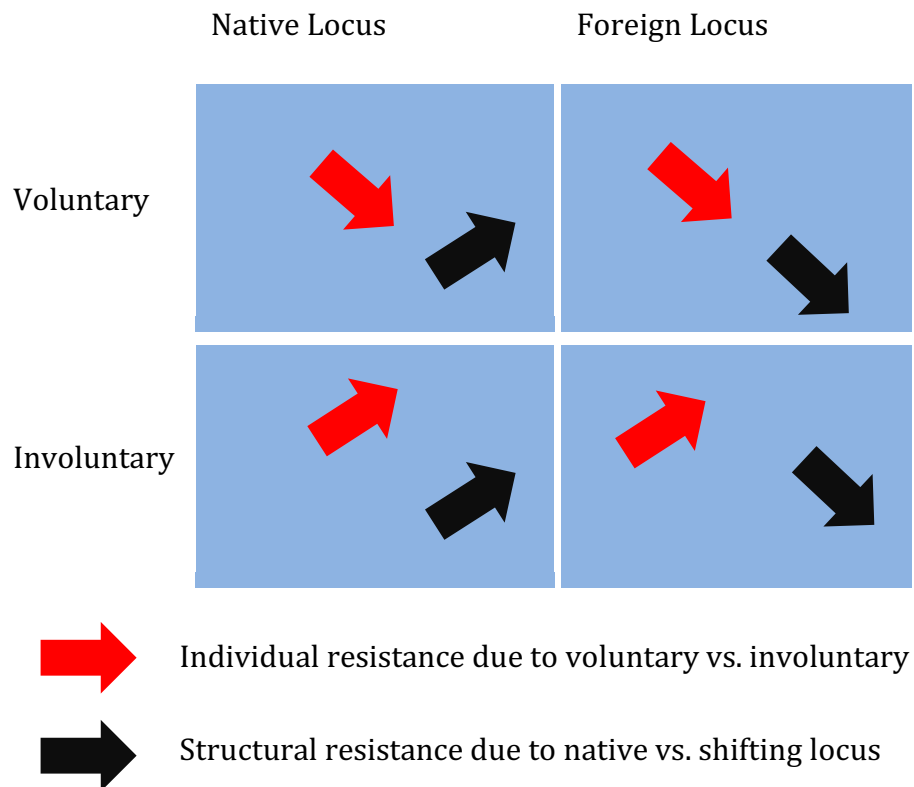 Native Locus
Foreign Locus
Voluntary
Involuntary
Individual resistance due to voluntary vs. involuntary
Structural resistance due to native vs. shifting locus